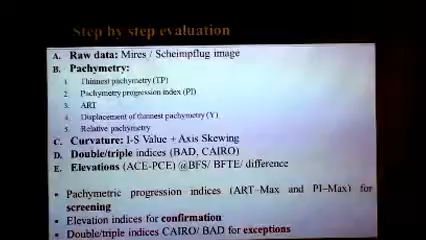 Step by step evaluation
A. Raw data: Mires / Scheimpflug image
B. Pachymetry:
1. Thinnest pachymetry (TP)
2. Pachymetry progression index (PI)
3. ART
4. Displacement of thinnest pachymetry (Y)
5. Relative pachymetry
C. Curvature: I-S Value + Axis Skewing
D. Double/triple indices (BAD, CAIRO)
E. Elevations (ACE-PCE) @BFS/ BFTE/ difference
• Pachymetric progression indices (ART–Max and PI–Max) for
screening
• Elevation indices for confirmation
• Double/triple indices CAIRO/ BAD for exceptions